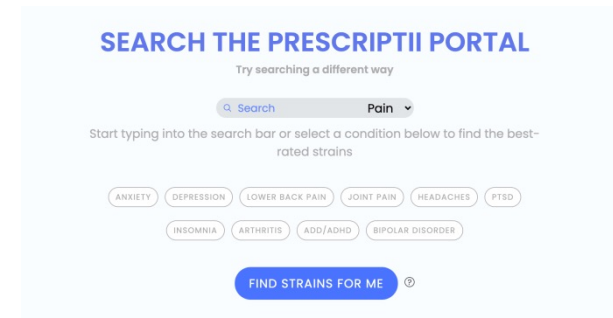 SEARCH THE PRESCRIPTII PORTAL
Try searching a different way
Search Pain
Start typing into the search bar or select a condition below to find the best-
rated strains
ANXIETY DEPRESSION LOWER BACK PAIN JOINT PAIN HEADACHES PTSD
INSOMNIA ARTHRITIS ADD/ADHD BIPOLAR DISORDER
FIND STRAINS FOR ME ?